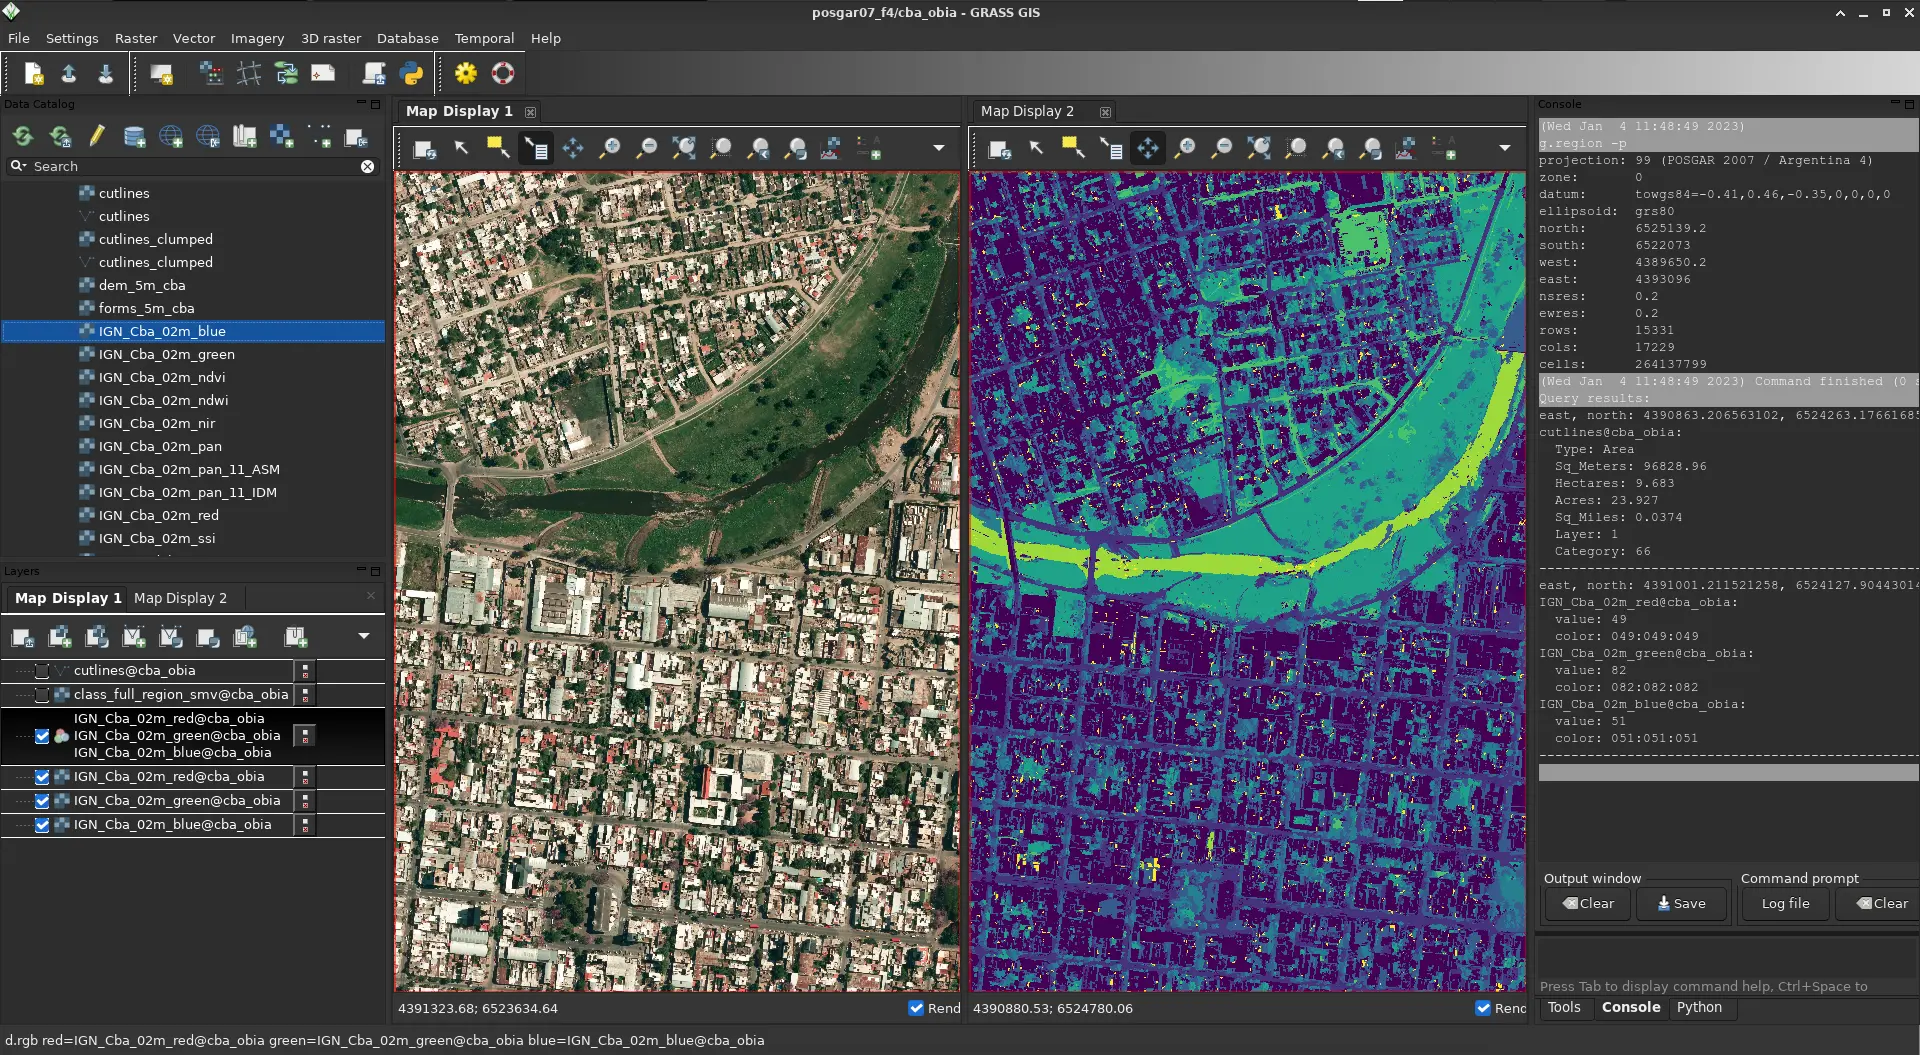 posgar07_f4/cba_obia - GRASS GIS
File Settings Raster Vector Imagery 3D raster Database Temporal Help
Data Catalog
Search
cutlines
cutlines
cutlines_clumped
cutlines_clumped
dem_5m_cba
forms_5m_cba
IGN_Cba_02m_blue
IGN_Cba_02m_green
IGN_Cba_02m_ndvi
IGN_Cba_02m_ndwi
IGN_Cba_02m_nir
IGN_Cba_02m_pan
IGN_Cba_02m_pan_11_ASM
IGN_Cba_02m_pan_11_IDM
IGN_Cba_02m_red
IGN_Cba_02m_ssi
Layers
Map Display 1 Map Display 2
cutlines@cba_obia
class_full_region_smv@cba_obia
IGN_Cba_02m_red@cba_obia
IGN_Cba_02m_green@cba_obia
IGN_Cba_02m_blue@cba_obia
IGN_Cba_02m_red@cba_obia
IGN_Cba_02m_green@cba_obia
IGN_Cba_02m_blue@cba_obia
Map Display 1
4391323.68; 6523634.64
Rend
Map Display 2
4390880.53; 6524780.06
Rend
Console
(Wed Jan  4 11:48:49 2023)
g.region -p
projection: 99 (POSGAR 2007 / Argentina 4)
zone: 0
datum: towgs84=-0.41,0.46,-0.35,0,0,0,0
ellipsoid: grs80
north: 6525139.2
south: 6522073
west: 4389650.2
east: 4393096
nsres: 0.2
ewres: 0.2
rows: 15331
cols: 17229
cells: 264137799
(Wed Jan  4 11:48:49 2023) Command finished (0 s
Query results:
east, north: 4390863.206563102, 6524263.17661685
cutlines@cba_obia:
Type: Area
Sq_Meters: 96828.96
Hectares: 9.683
Acres: 23.927
Sq_Miles: 0.0374
Layer: 1
Category: 66
east, north: 4391001.211521258, 6524127.90443014
IGN_Cba_02m_red@cba_obia:
value: 49
color: 049:049:049
IGN_Cba_02m_green@cba_obia:
value: 82
color: 082:082:082
IGN_Cba_02m_blue@cba_obia:
value: 51
color: 051:051:051
Output window Command prompt
Clear Save Log file Clear
Press Tab to display command help, Ctrl+Space to
Tools Console Python
d.rgb red=IGN_Cba_02m_red@cba_obia green=IGN_Cba_02m_green@cba_obia blue=IGN_Cba_02m_blue@cba_obia